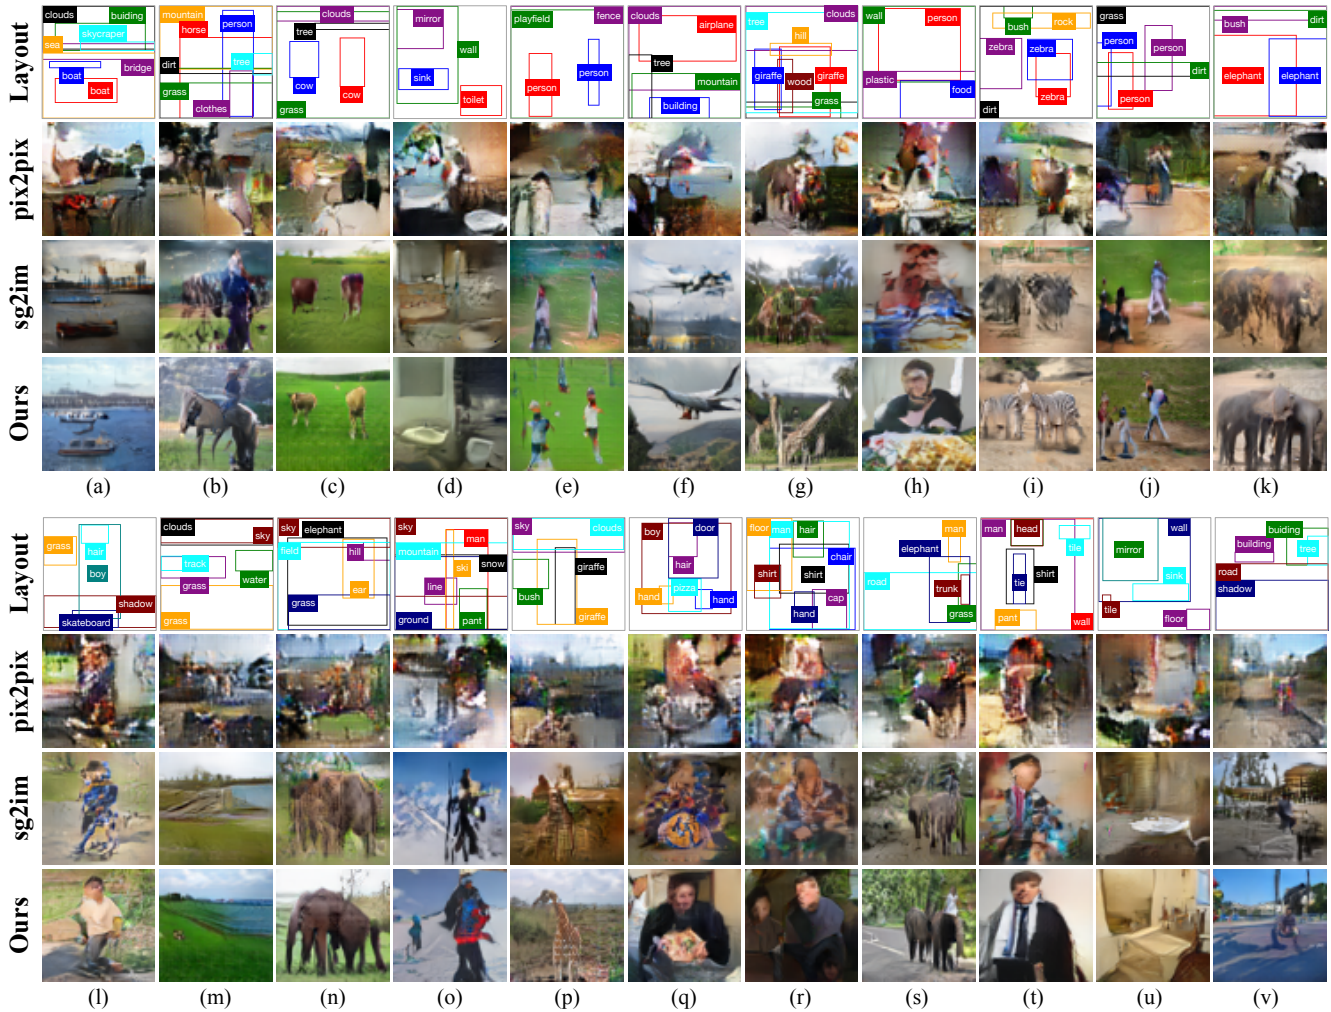 Layout
clouds buiding
skycraper
sea
bridge
boat
boat
mountain
person
horse
tree
dirt
grass
clothes
clouds
tree
cow
cow
grass
mirror
wall
sink
toilet
playfield fence
person
person
clouds
airplane
tree
mountain
building
clouds
tree
hill
giraffe wood giraffe
grass
wall person
plastic
food
bush rock
zebra zebra
zebra
dirt
grass
person person
dirt
person
bush dirt
elephant elephant
pix2pix
sg2im
Ours
(a) (b) (c) (d) (e) (f) (g) (h) (i) (j) (k)
Layout
grass
hair
boy
shadow
skateboard
clouds
sky
track
water
grass
grass
sky elephant
field hill
ear
grass
sky
man
mountain
snow
ski
line
ground pant
sky clouds
giraffe
bush
giraffe
boy door
hair
pizza
hand hand
floor man hair
chair
shirt shirt
cap
hand
man
elephant
road
trunk
grass
man head
tile
shirt
tie
pant
wall
wall
mirror
sink
tile
floor
buiding
building tree
road
shadow
pix2pix
sg2im
Ours
(l) (m) (n) (o) (p) (q) (r) (s) (t) (u) (v)